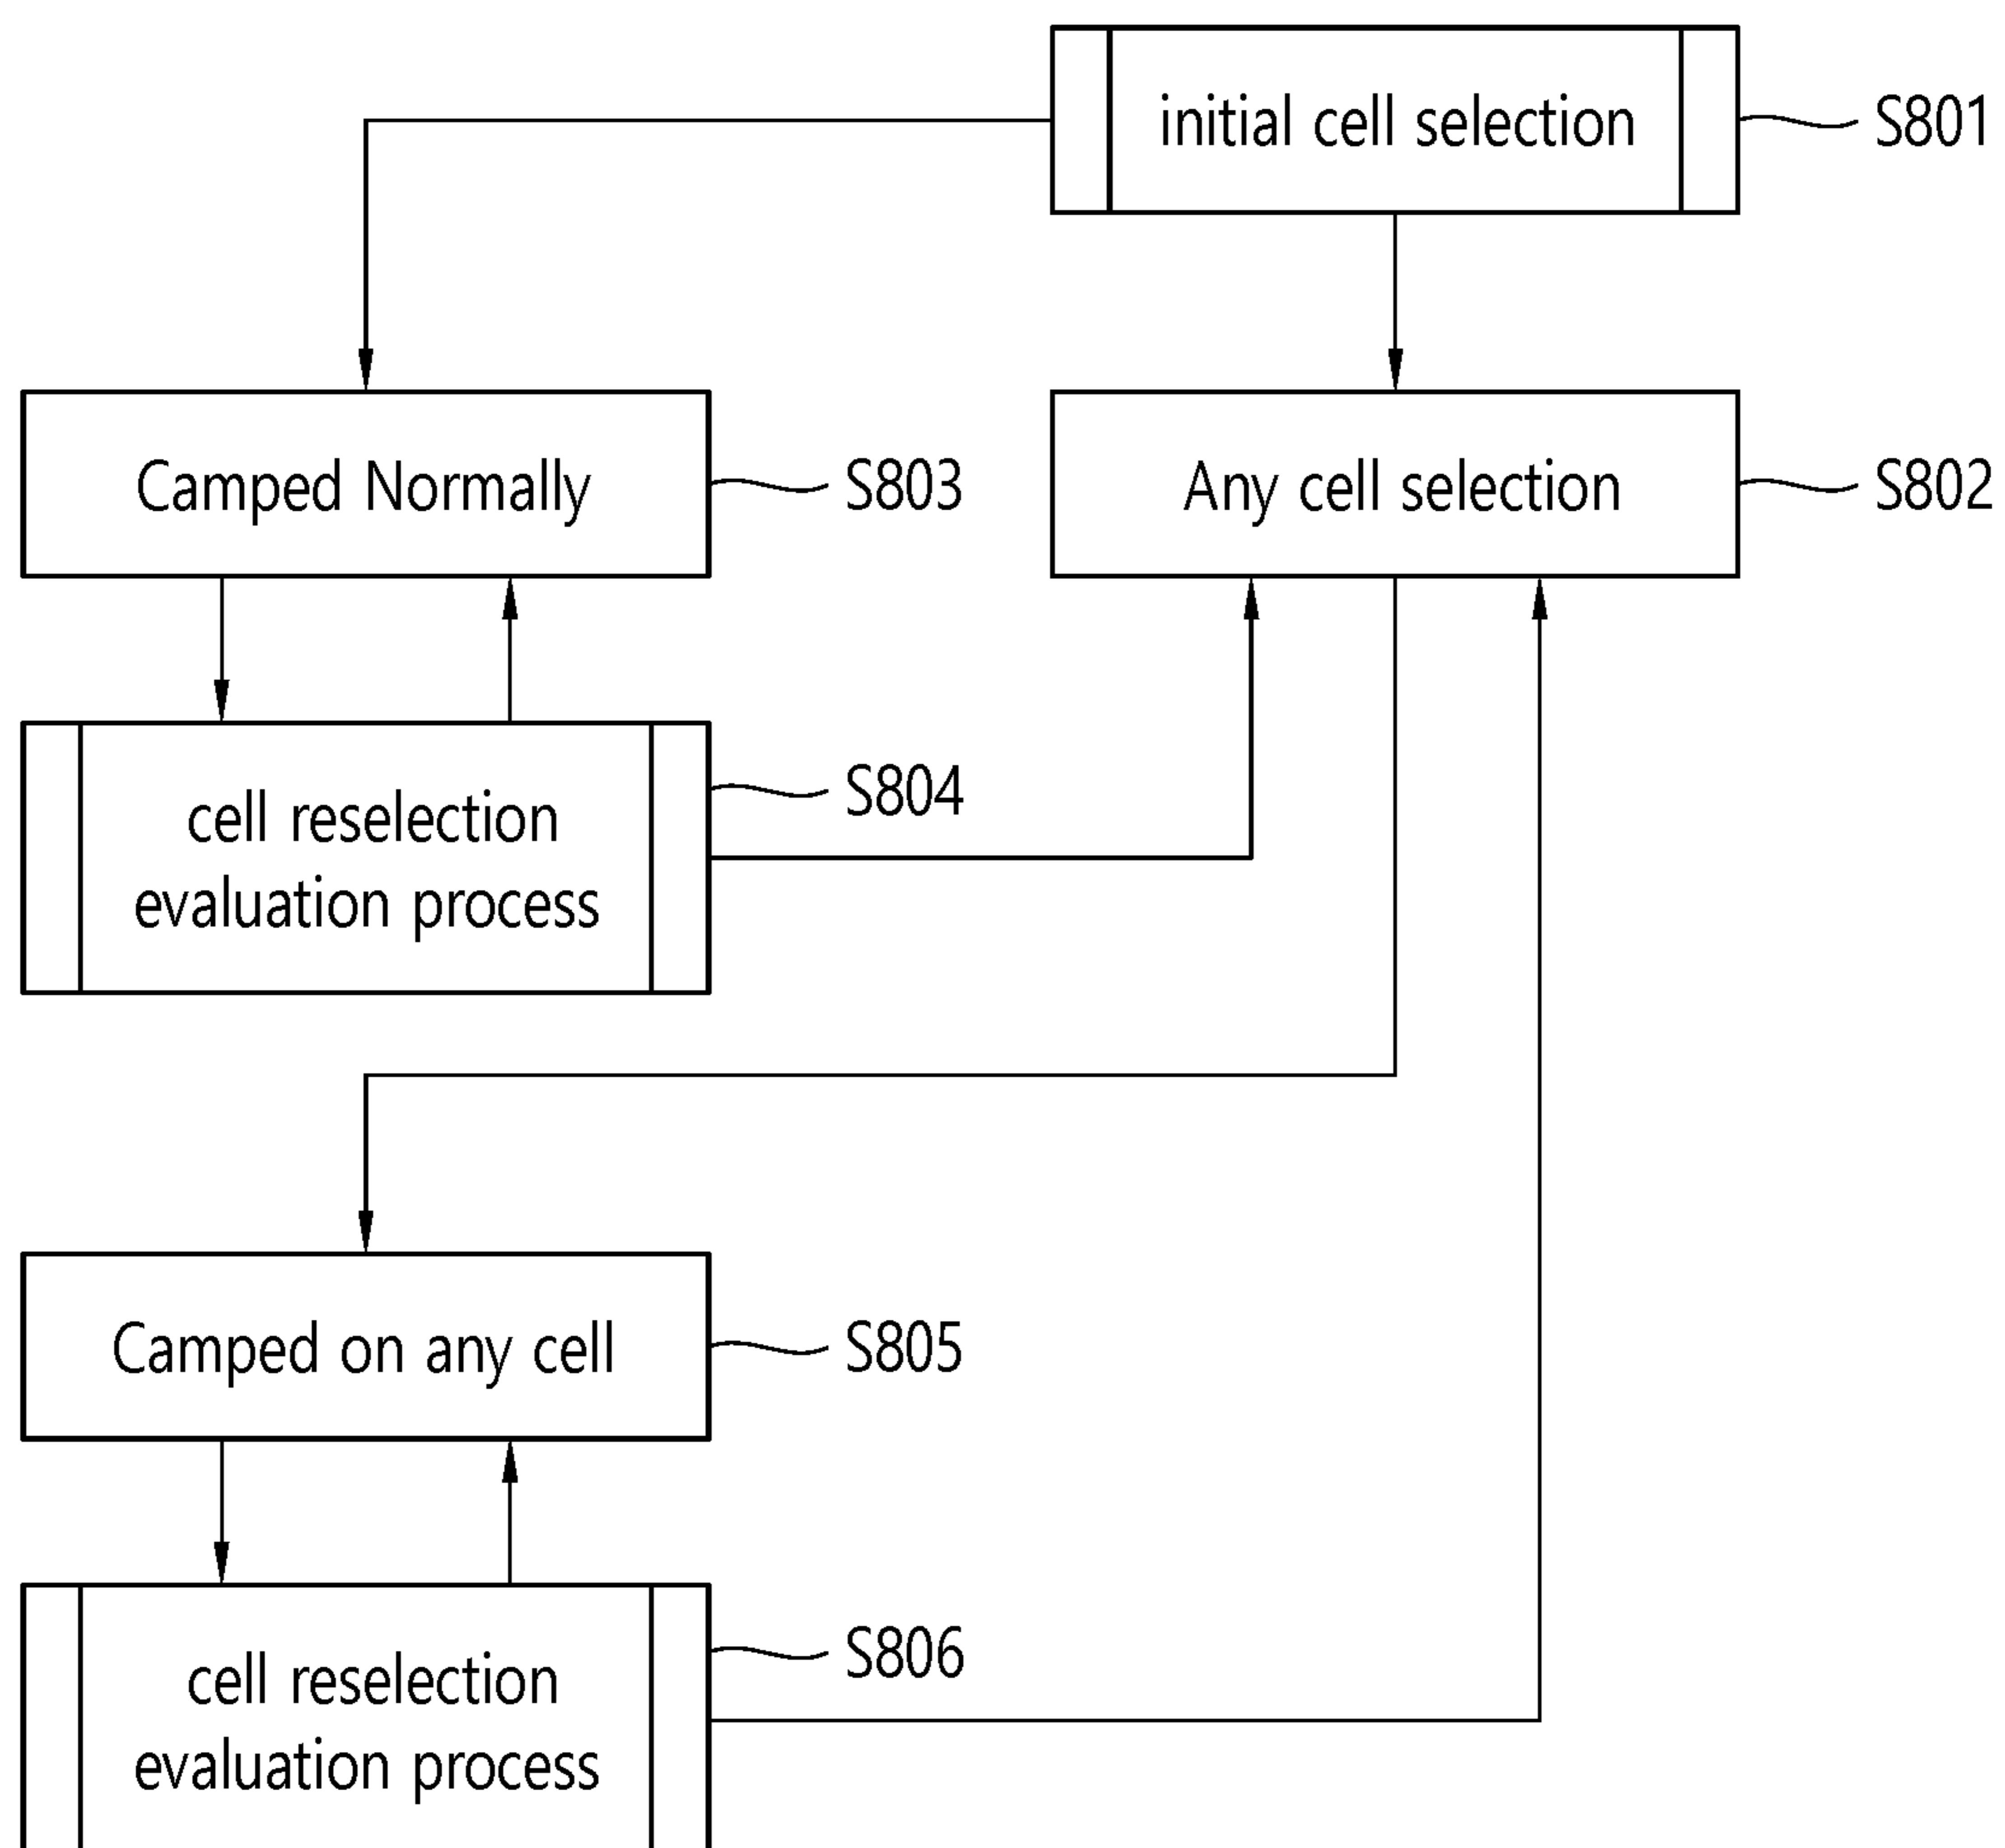 initial cell selection
S801
Camped Normally
S803
Any cell selection
S802
cell reselection
evaluation process
S804
Camped on any cell
S805
cell reselection
evaluation process
S806